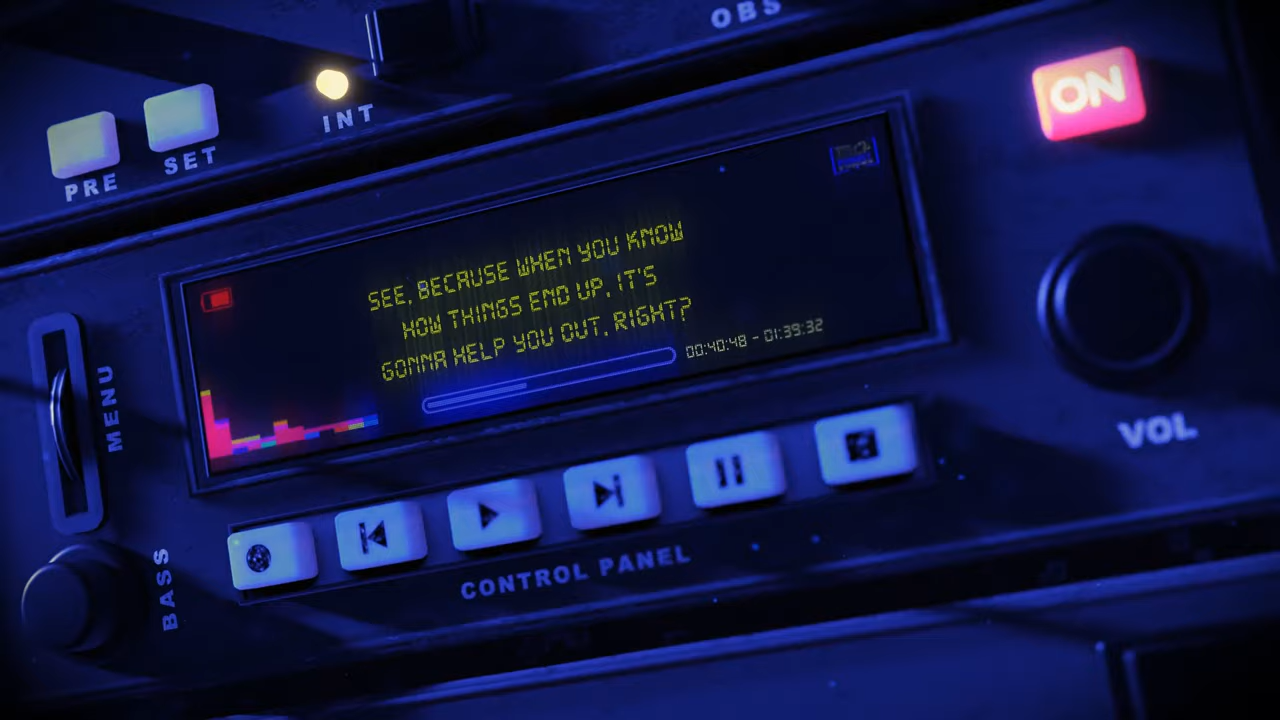 OBS
ON
INT
PRE
SET
SEE, BECAUSE WHEN YOU KNOW
HOW THINGS END UP, IT'S
GONNA HELP YOU OUT, RIGHT?
00:40:48 - 01:39:32
MENU
VOL
BASS
CONTROL PANEL